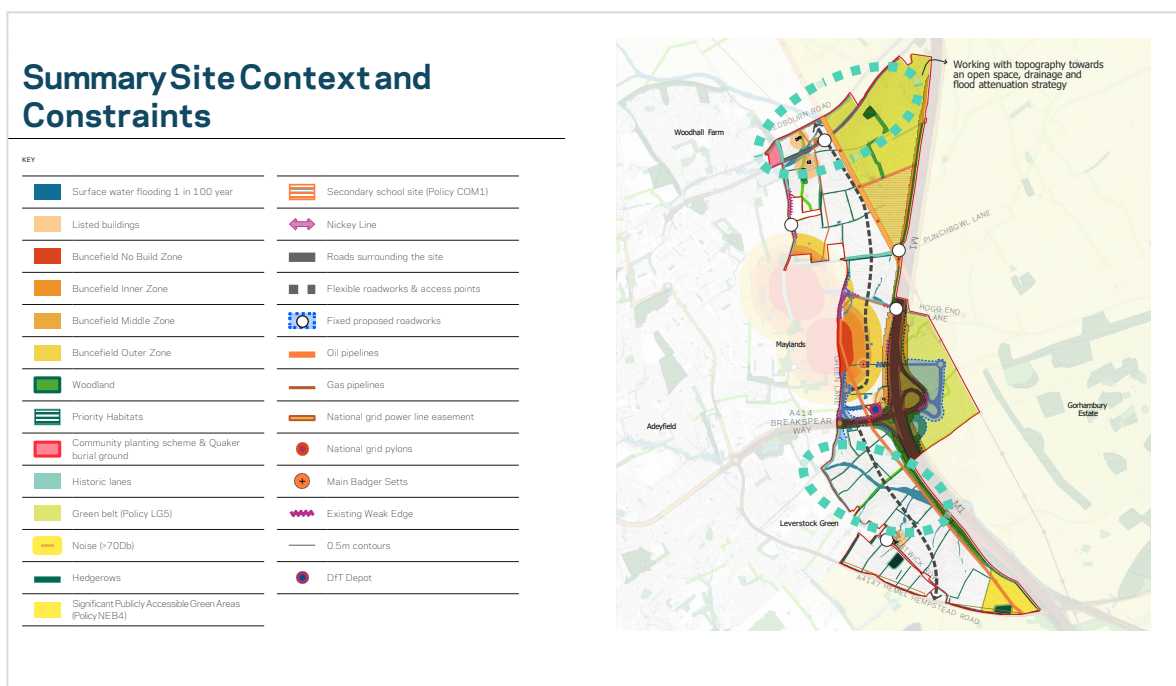 Summary Site Context and
Constraints
KEY
Surface water flooding 1 in 100 year
Listed buildings
Buncefield No Build Zone
Buncefield Inner Zone
Buncefield Middle Zone
Buncefield Outer Zone
Woodland
Priority Habitats
Community planting scheme & Quaker
burial ground
Historic lanes
Green belt (Policy LG5)
Noise (>70Db)
Hedgerows
Significant Publicly Accessible Green Areas
(Policy NEB4)
Secondary school site (Policy COM1)
Nickey Line
Roads surrounding the site
Flexible roadworks & access points
Fixed proposed roadworks
Oil pipelines
Gas pipelines
National grid power line easement
National grid pylons
Main Badger Setts
Existing Weak Edge
0.5m contours
DfT Depot
Working with topography towards
an open space, drainage and
flood attenuation strategy
Woodhall Farm
ROAD
M1
PUNCHBOWL LANE
HOGG END
LANE
Maylands
GREEN LANE
A414
BREAKSPEAR
WAY
Adeyfield
Gorhambury
Estate
Leverstock Green
M1
A4147 HEMEL HEMPSTEAD ROAD